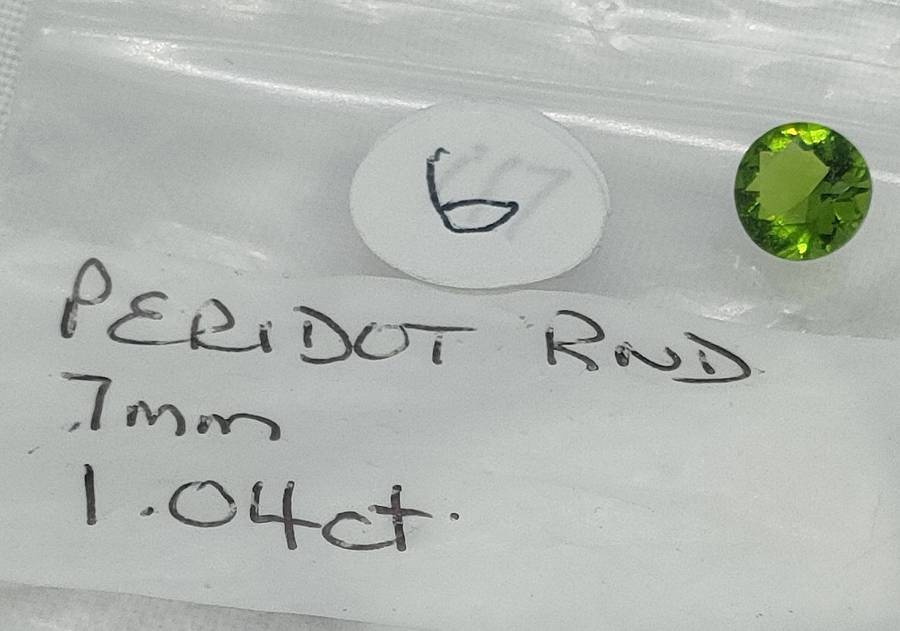 6
PERIDOT RND
7mm
1.04ct.